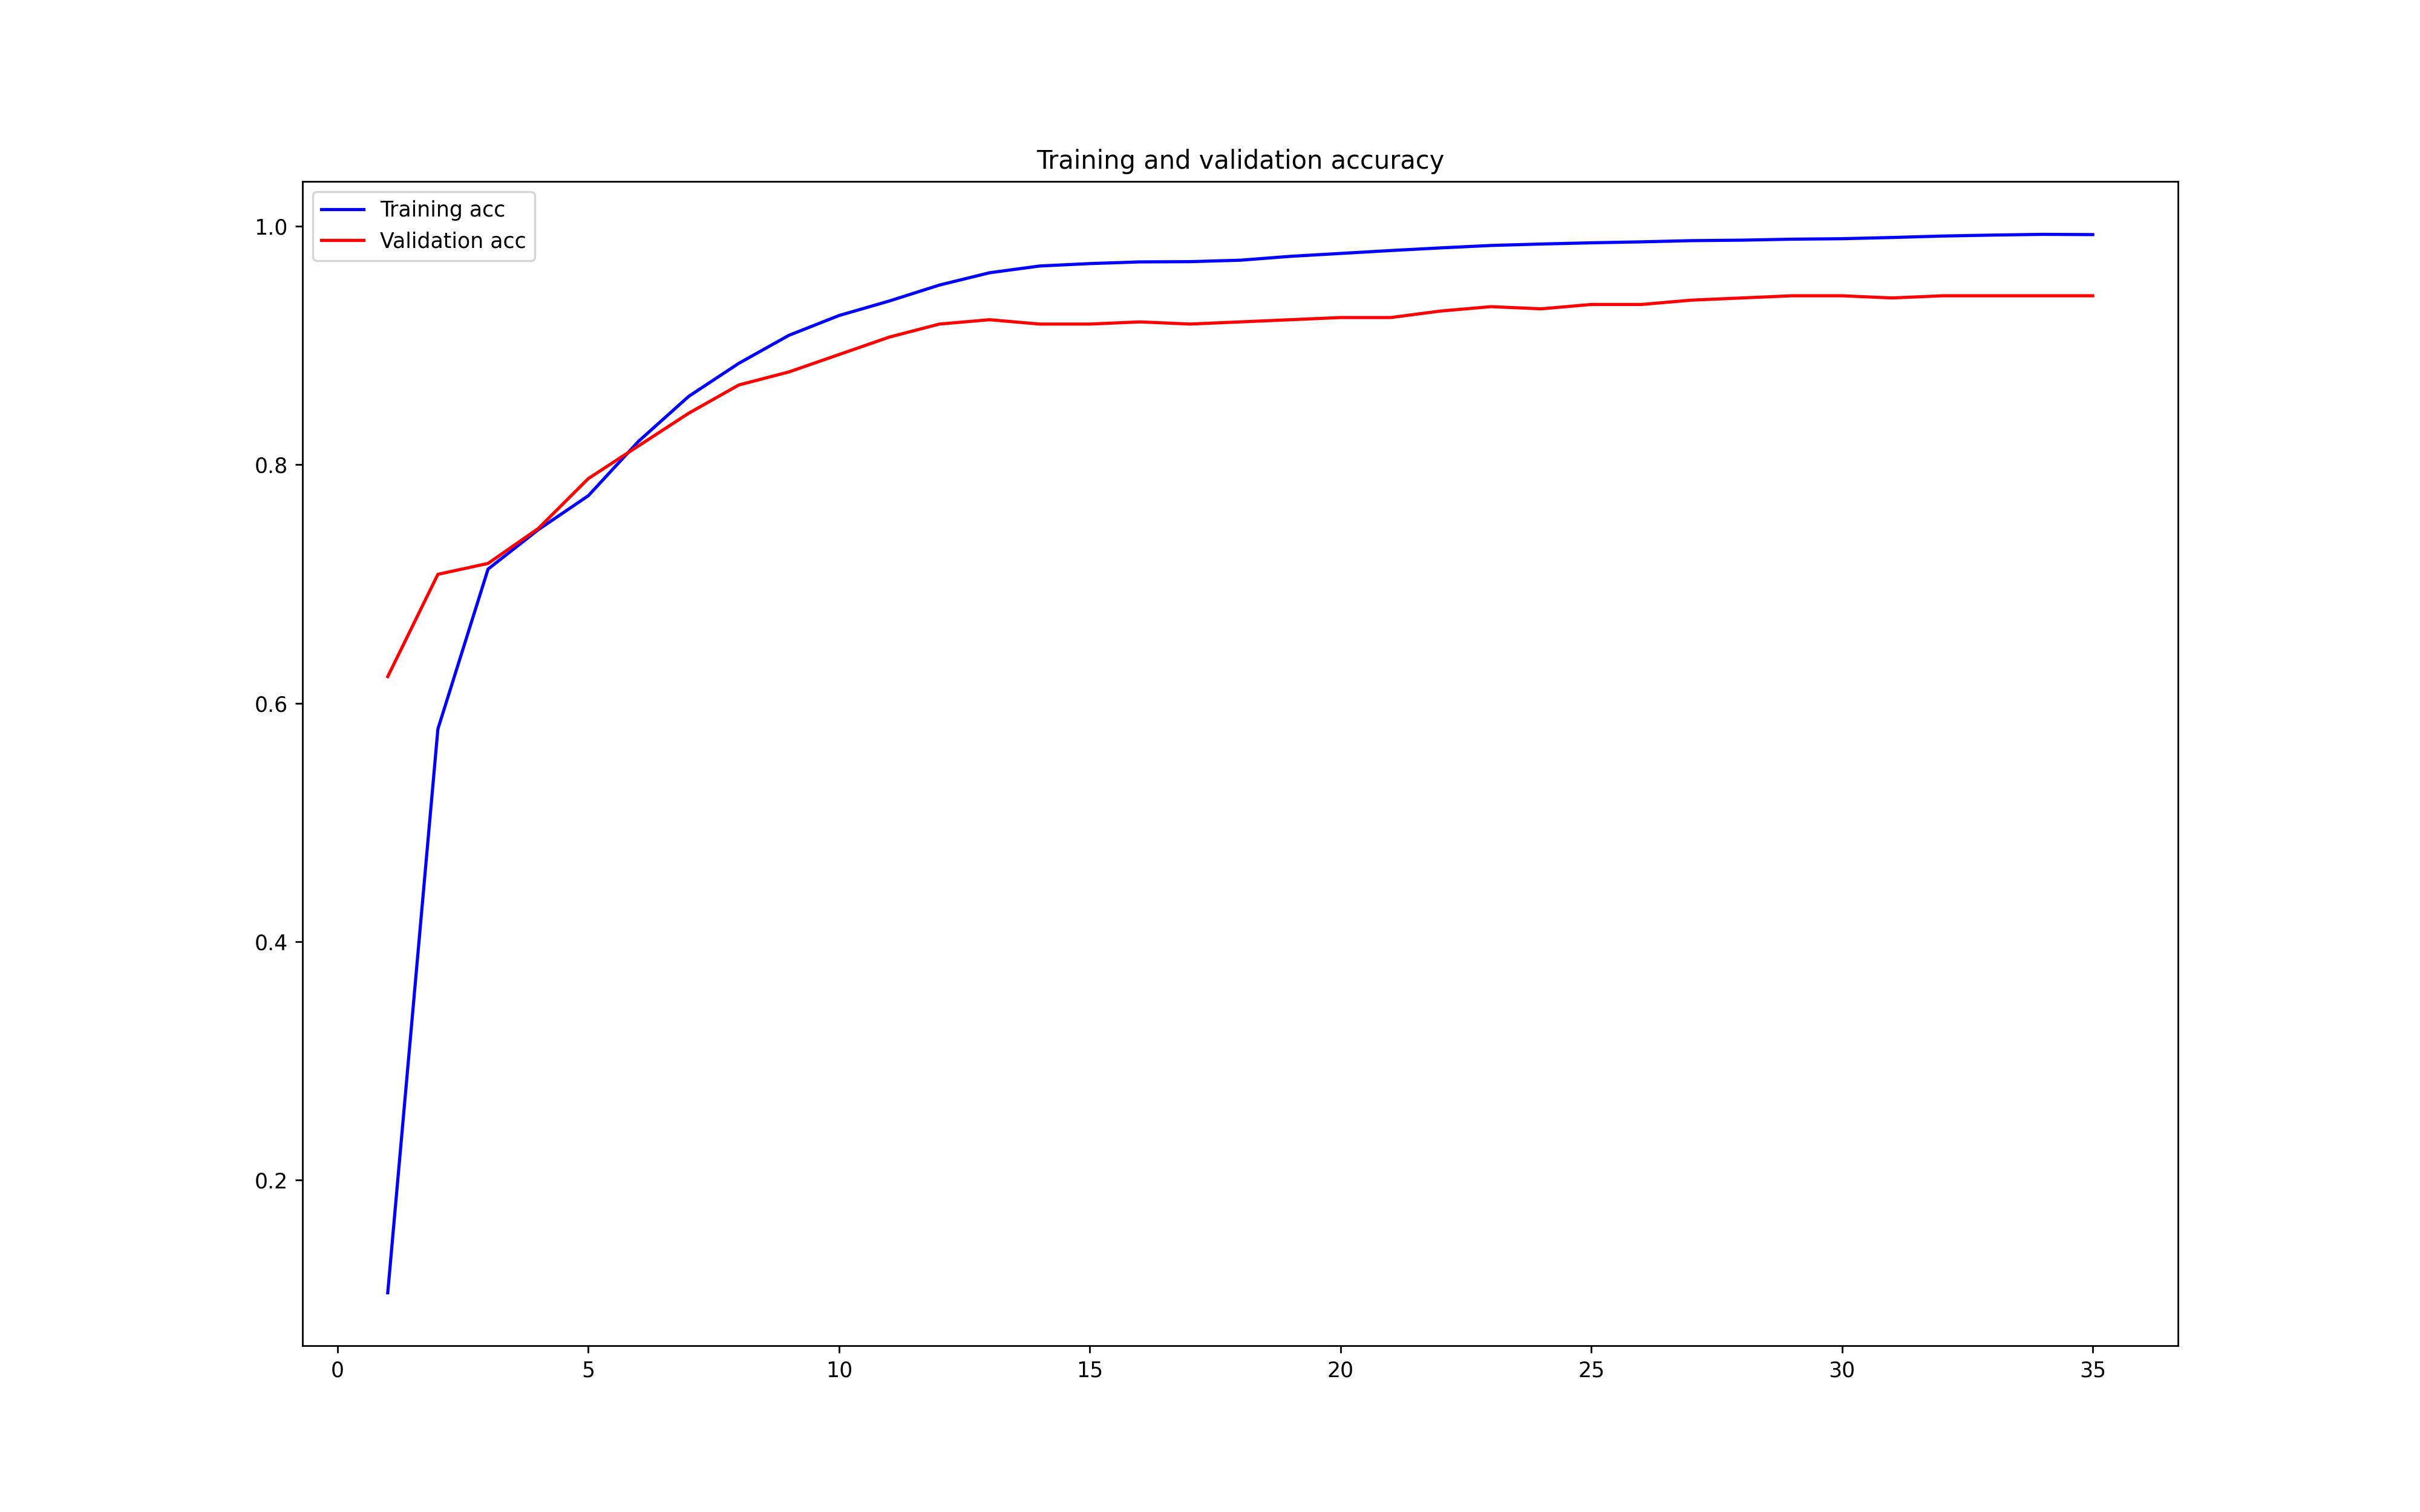 Training and validation accuracy
Training acc
Validation acc
1.0
0.8
0.6
0.4
0.2
0 5 10 15 20 25 30 35